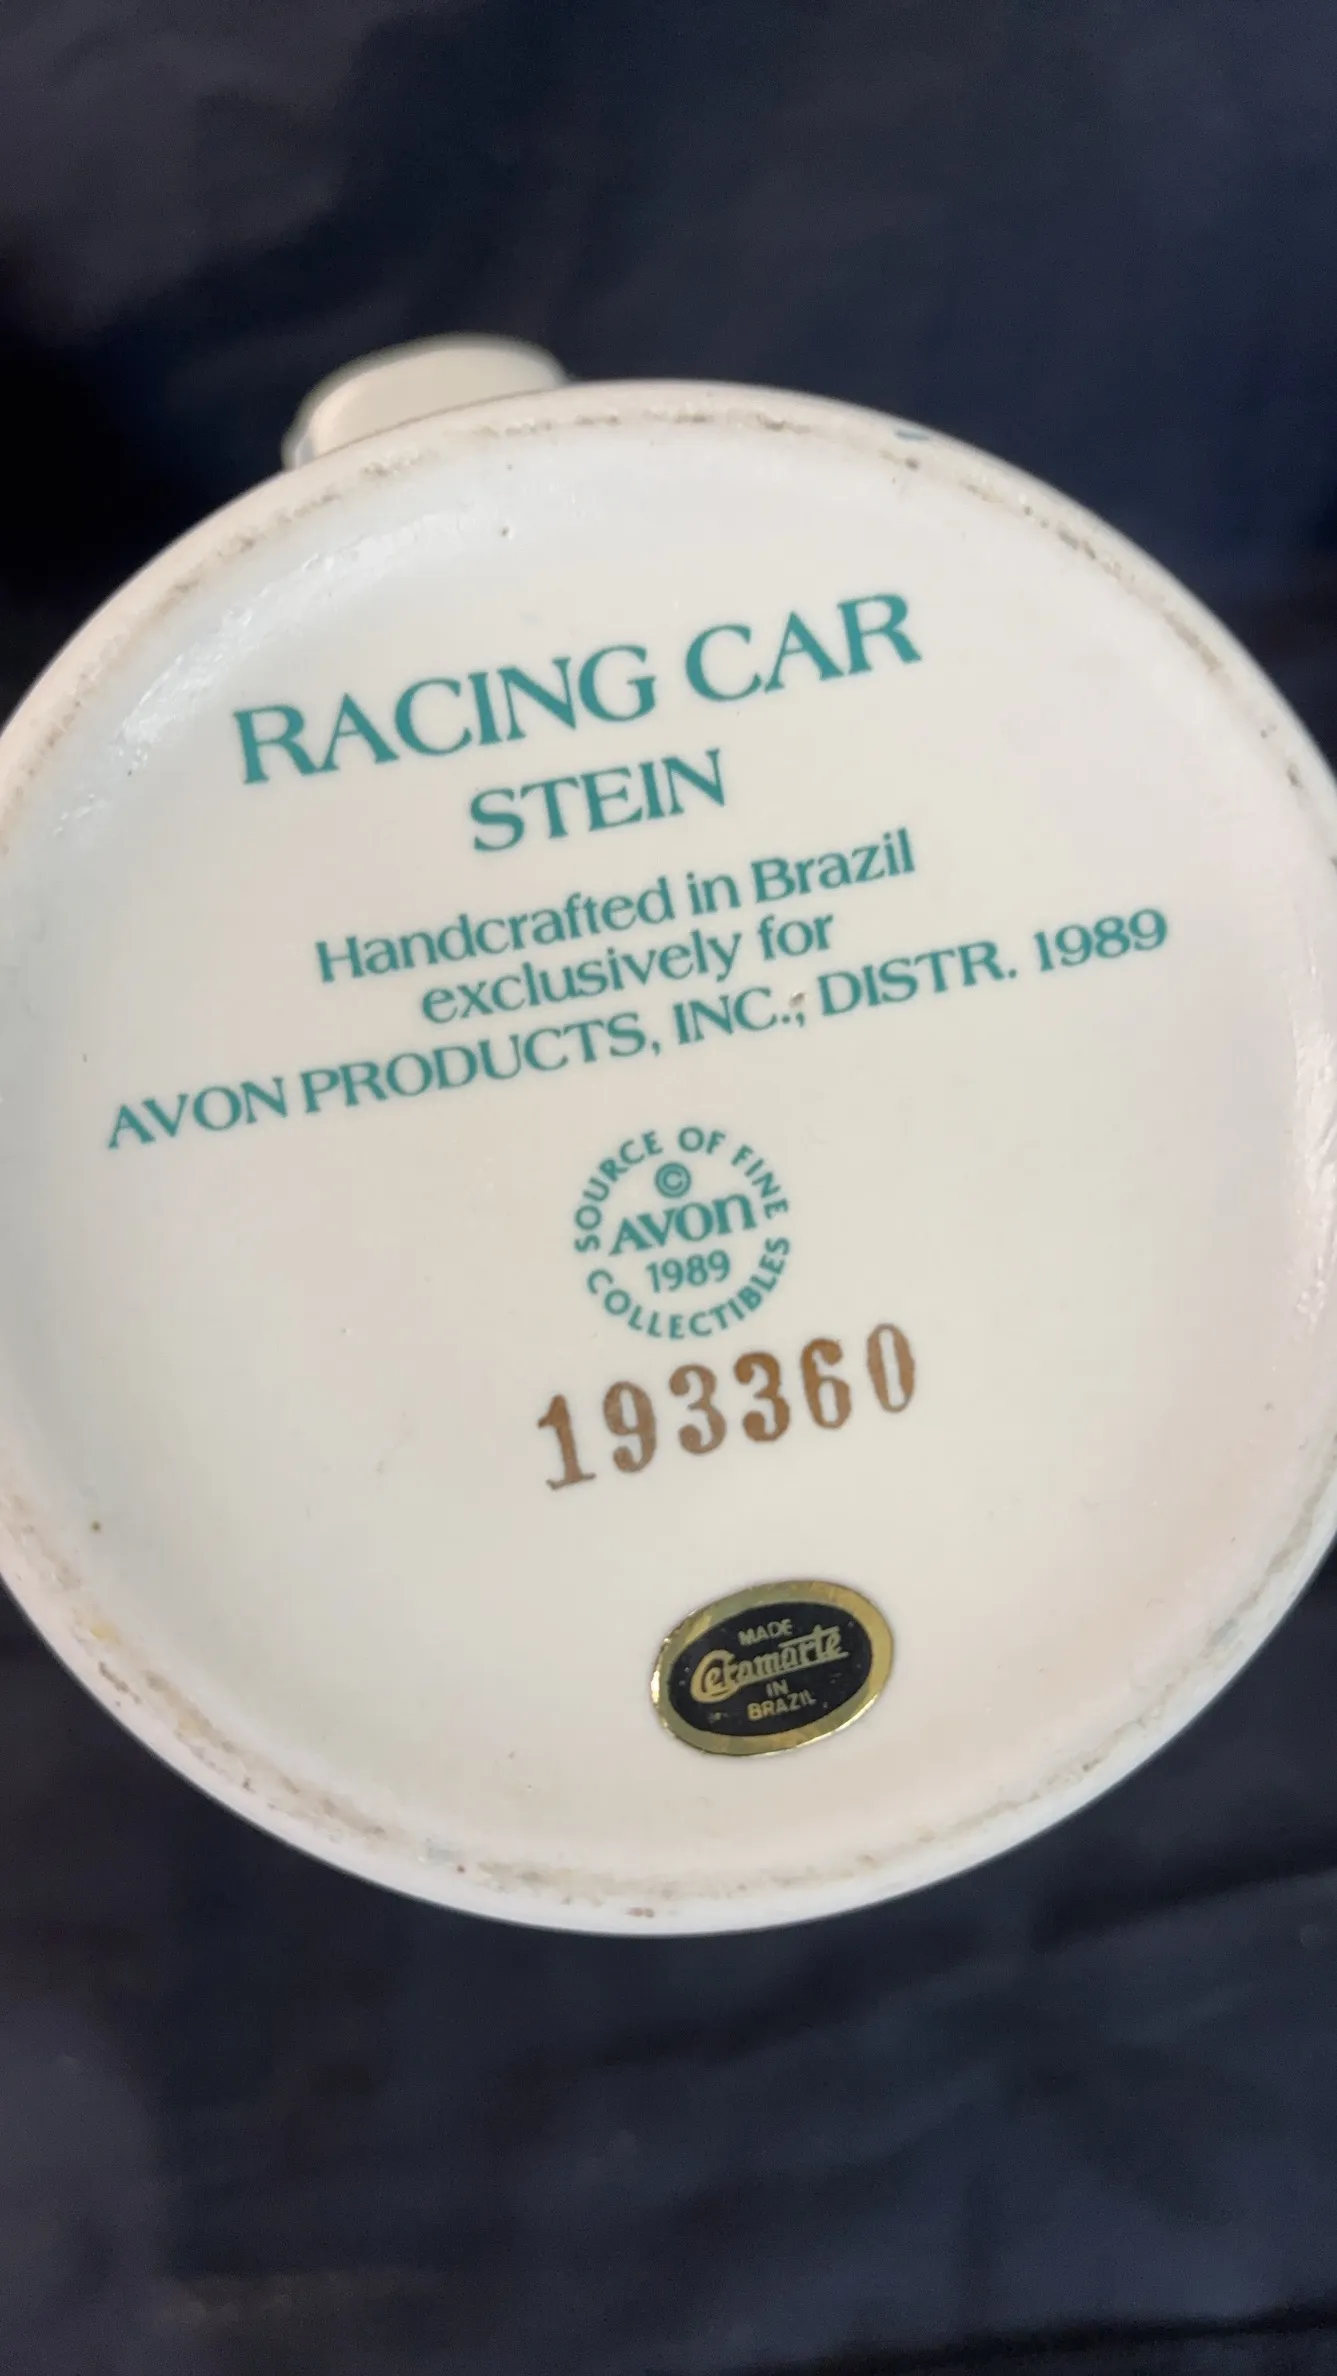 RACING CAR
STEIN
Handcrafted in Brazil
exclusively for
AVON PRODUCTS, INC., DISTR. 1989
SOURCE OF FINE
©
AVON
1989
COLLECTIBLES
193360
MADE
Ceramarte
IN
BRAZIL